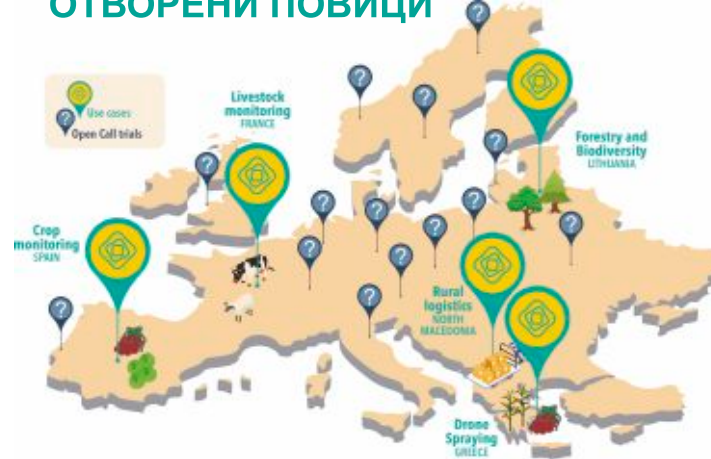 ОТВОРЕНИ ПОВИЦИ
Use cases
Open Call trials
Livestock
monitoring
FRANCE
Forestry and
Biodiversity
LITHUANIA
Crop
monitoring
SPAIN
Rural
logistics
NORTH
MACEDONIA
Drone
Spraying
GREECE